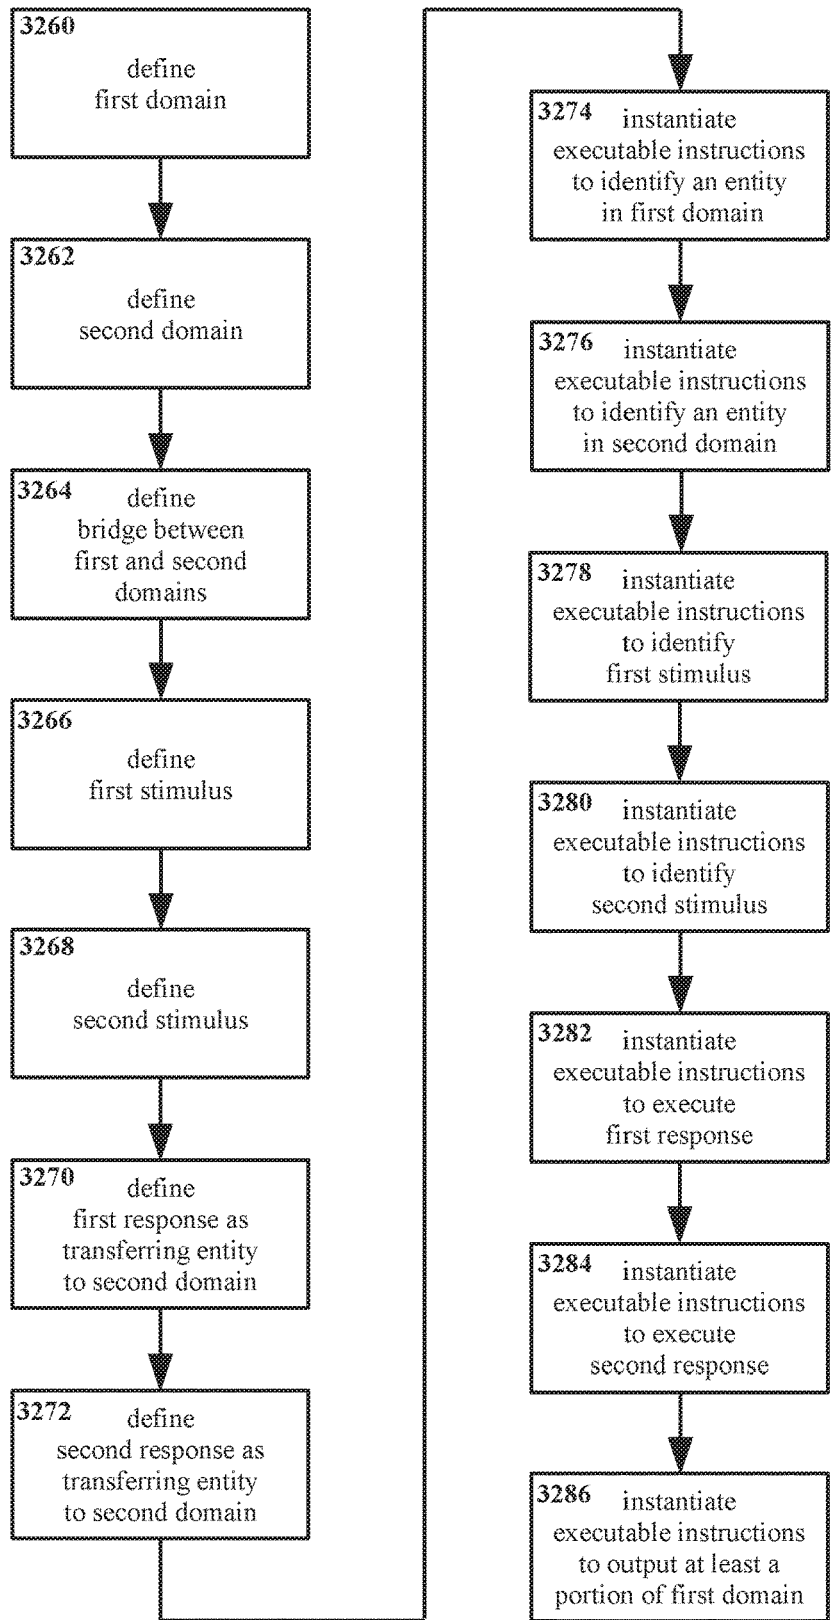 3260
define
first domain
3262
define
second domain
3264
define
bridge between
first and second
domains
3266
define
first stimulus
3268
define
second stimulus
3270
define
first response as
transferring entity
to second domain
3272
define
second response as
transferring entity
to second domain
3274
instantiate
executable instructions
to identify an entity
in first domain
3276
instantiate
executable instructions
to identify an entity
in second domain
3278
instantiate
executable instructions
to identify
first stimulus
3280
instantiate
executable instructions
to identify
second stimulus
3282
instantiate
executable instructions
to execute
first response
3284
instantiate
executable instructions
to execute
second response
3286
instantiate
executable instructions
to output at least a
portion of first domain